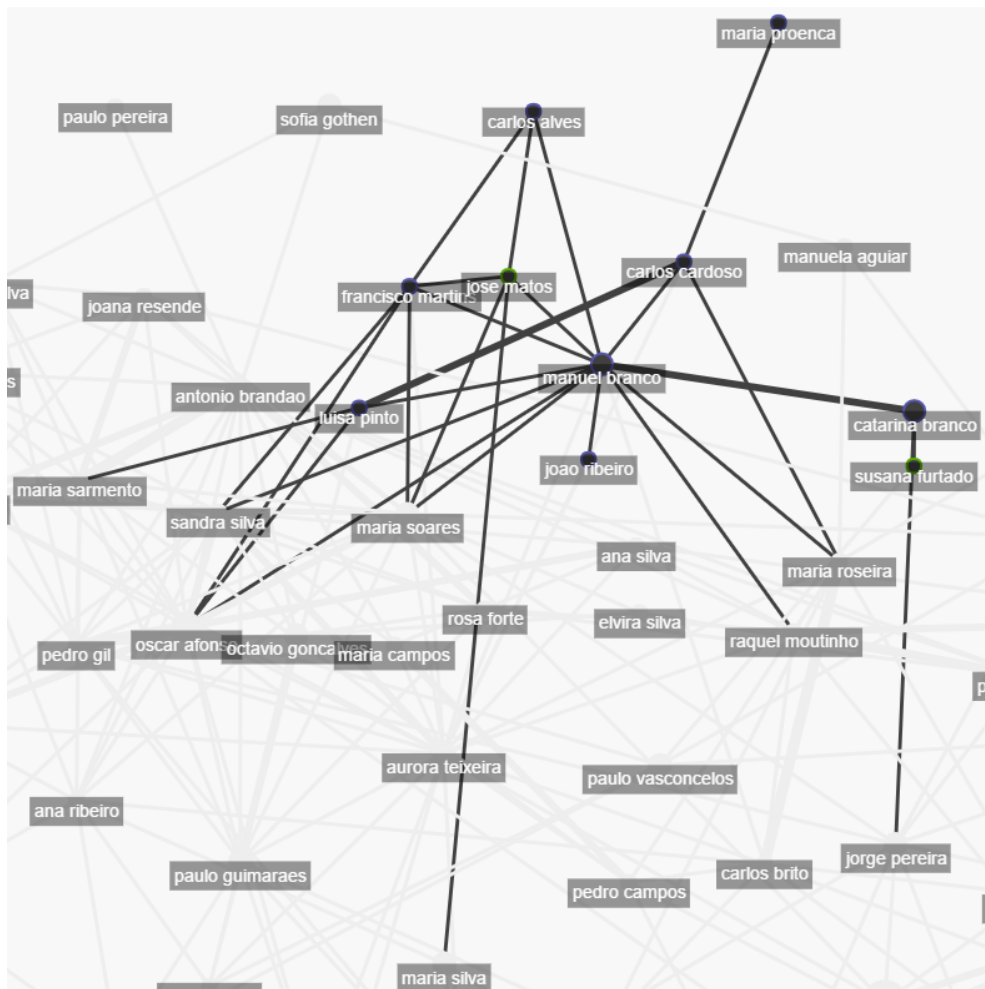 maria proenca
paulo pereira
sofia gothen
carlos alves
manuela aguiar
carlos cardoso
lva
joana resende
francisco martins
jose matos
s
antonio brandao
manuel branco
luisa pinto
catarina branco
joao ribeiro
susana furtado
maria sarmento
sandra silva
maria soares
ana silva
maria roseira
rosa forte
elvira silva
raquel moutinho
pedro gil
oscar afonso
octavio goncalves
maria campos
p
aurora teixeira
paulo vasconcelos
ana ribeiro
jorge pereira
paulo guimaraes
carlos brito
pedro campos
maria silva